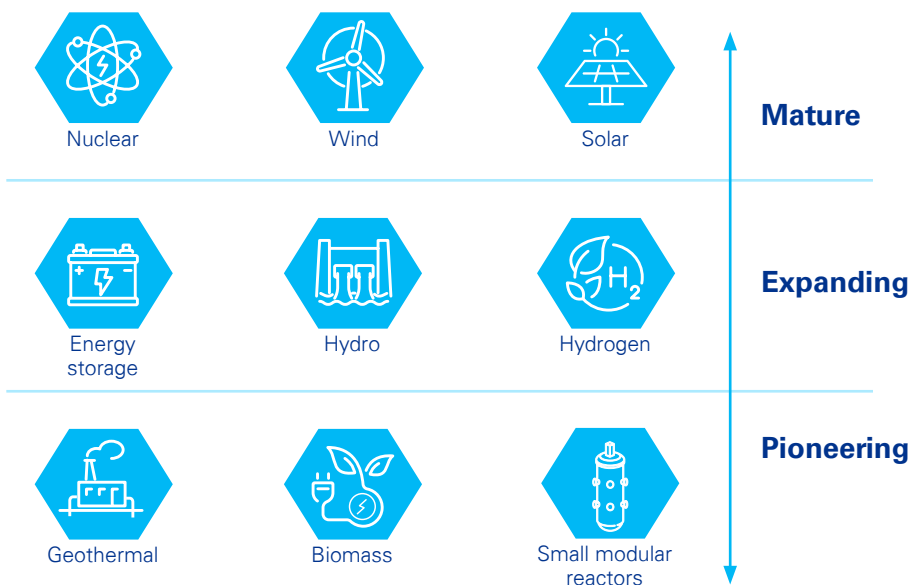 Nuclear
Wind
Solar
Mature
+ −
H2
Energy
storage
Hydro
Hydrogen
Expanding
Geothermal
Biomass
Small modular
reactors
Pioneering